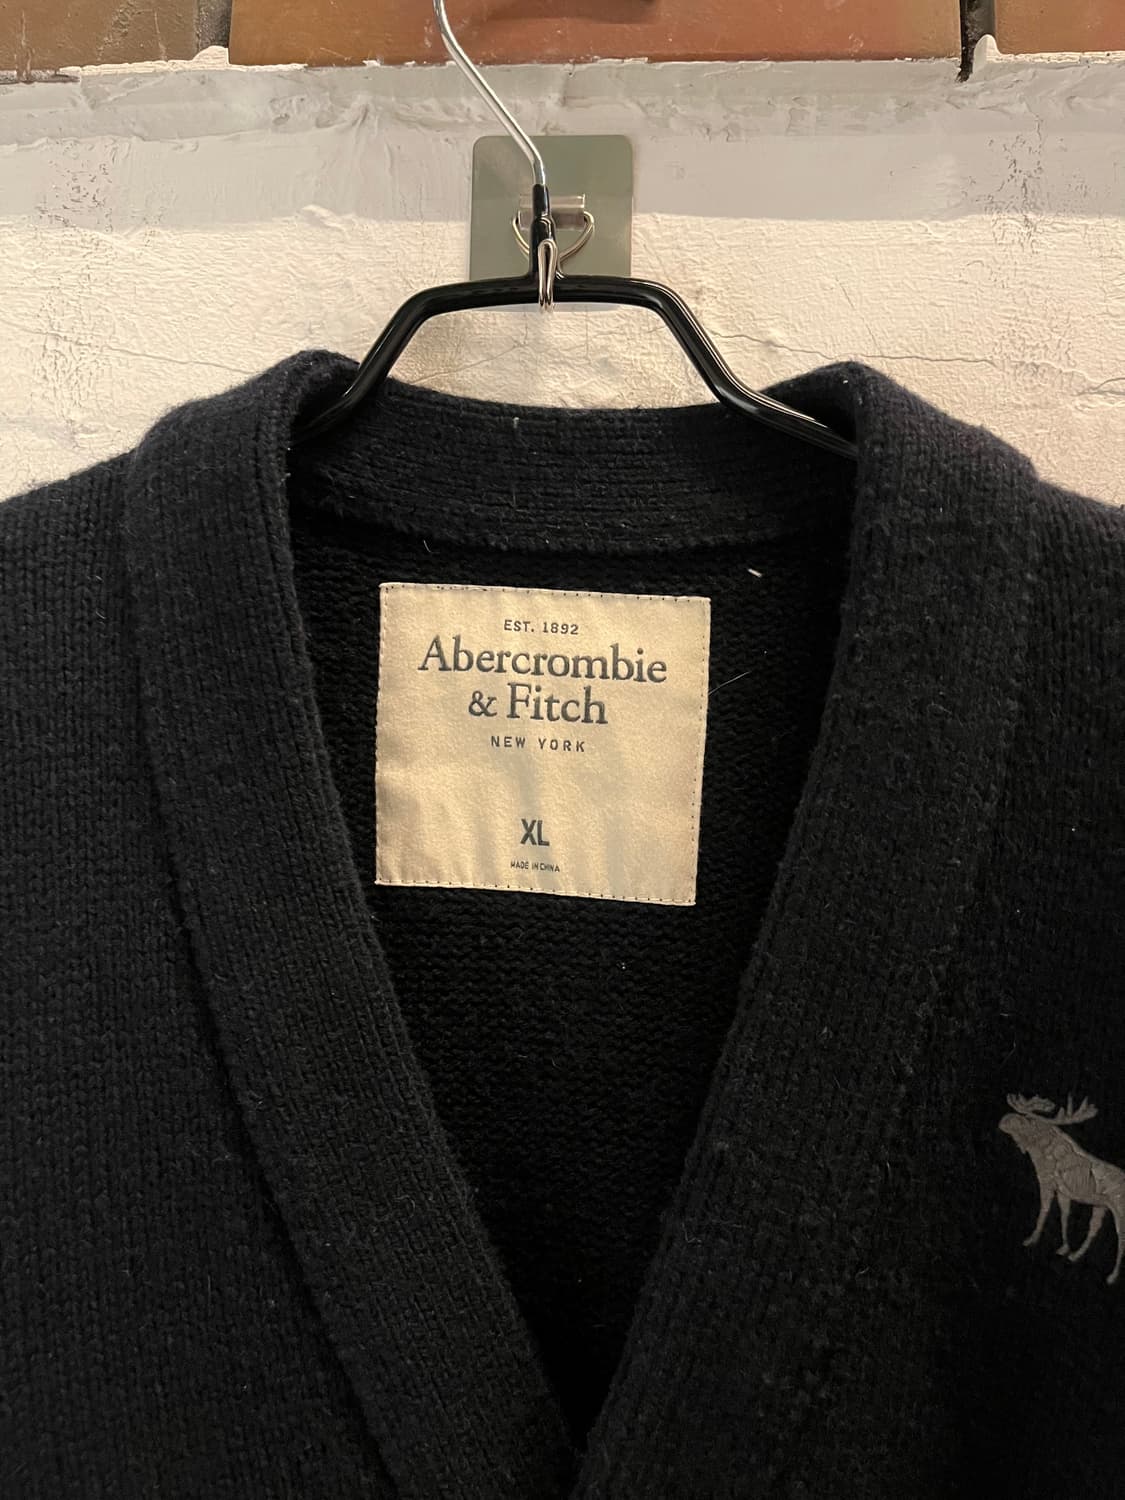 EST. 1892
Abercrombie
& Fitch
NEW YORK
XL
MADE IN CHINA